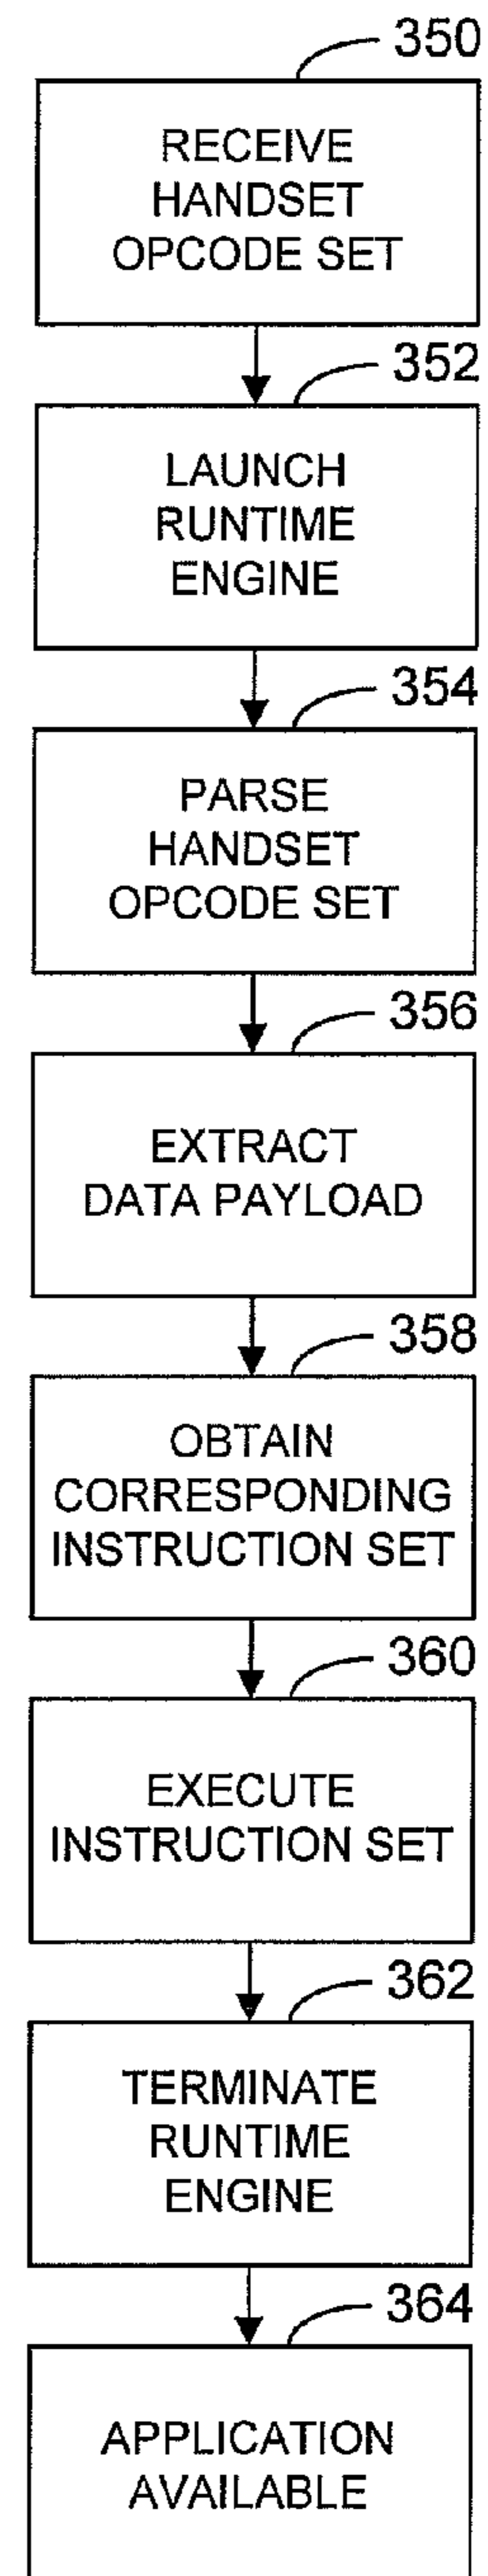 350
RECEIVE
HANDSET
OPCODE SET
352
LAUNCH
RUNTIME
ENGINE
354
PARSE
HANDSET
OPCODE SET
356
EXTRACT
DATA PAYLOAD
358
OBTAIN
CORRESPONDING
INSTRUCTION SET
360
EXECUTE
INSTRUCTION SET
362
TERMINATE
RUNTIME
ENGINE
364
APPLICATION
AVAILABLE